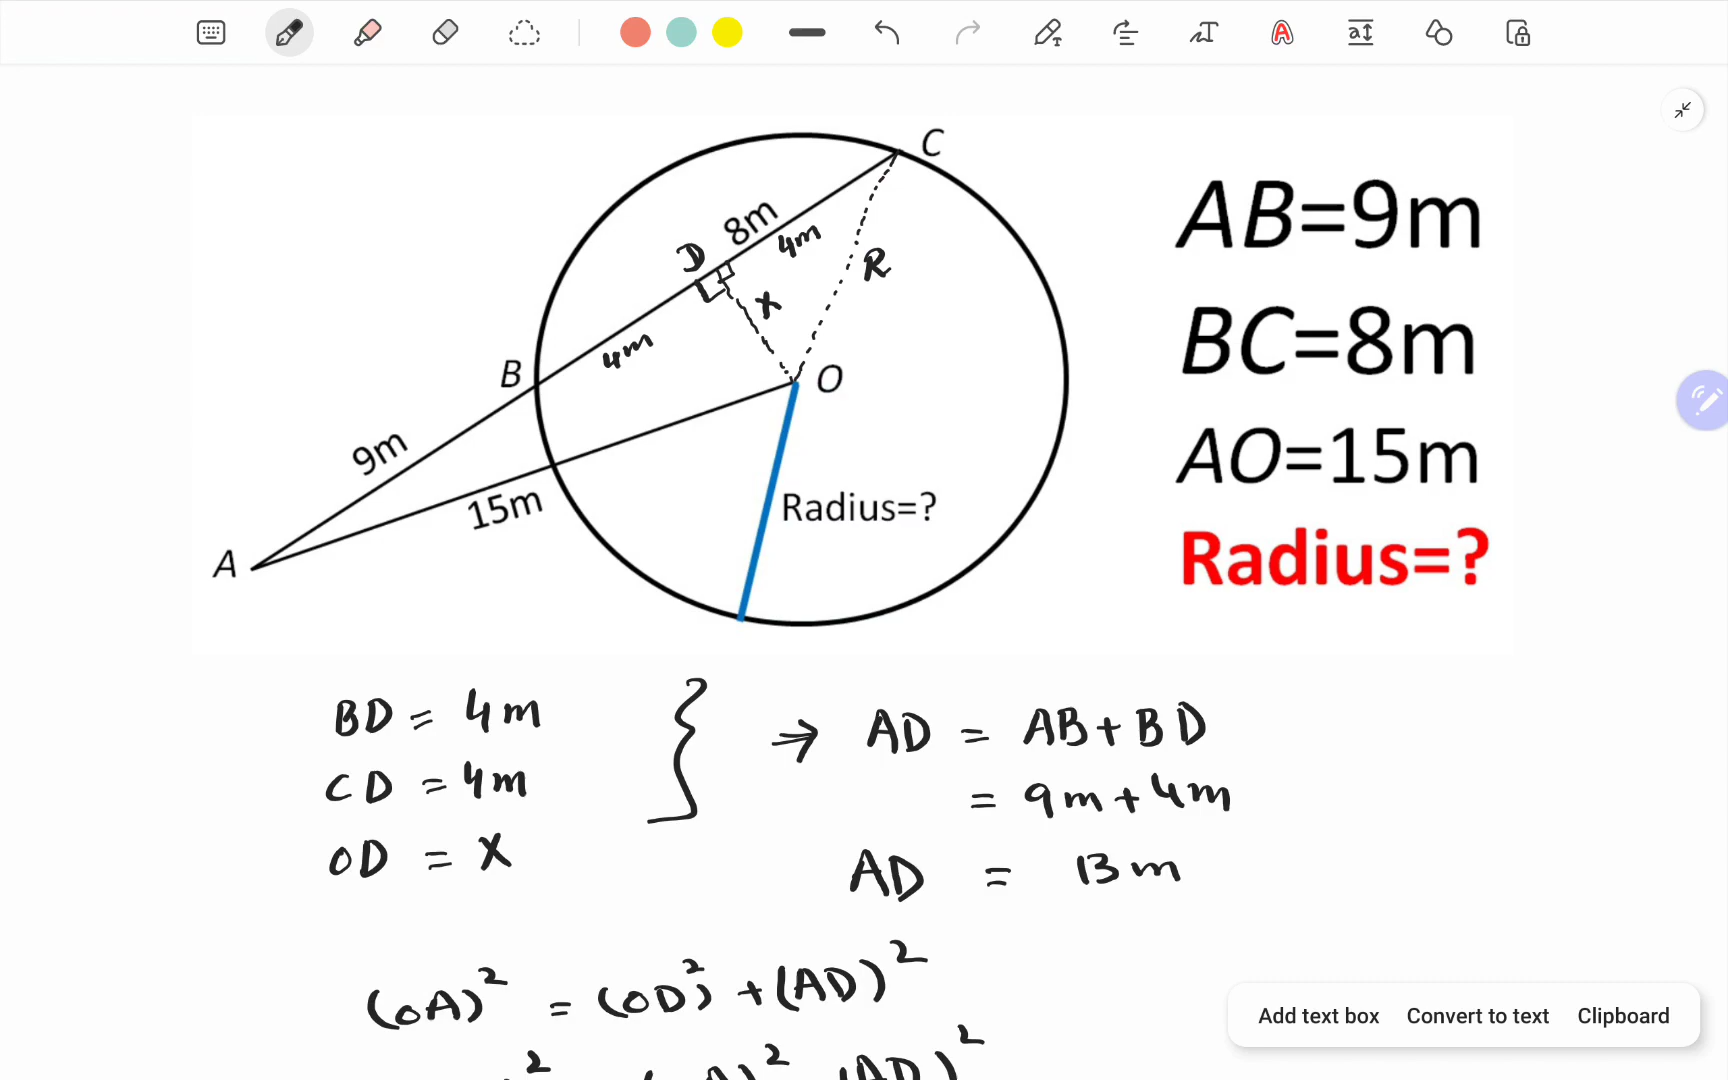 C
8m
D
4m
R
x
4m
B
O
9m
15m
Radius=?
A
AB=9m
BC=8m
AO=15m
Radius=?
BD = 4m
CD = 4m
OD = x
→ AD = AB + BD
= 9m + 4m
AD = 13m
(OA)² = (OD)² + (AD)²
Add text box Convert to text Clipboard